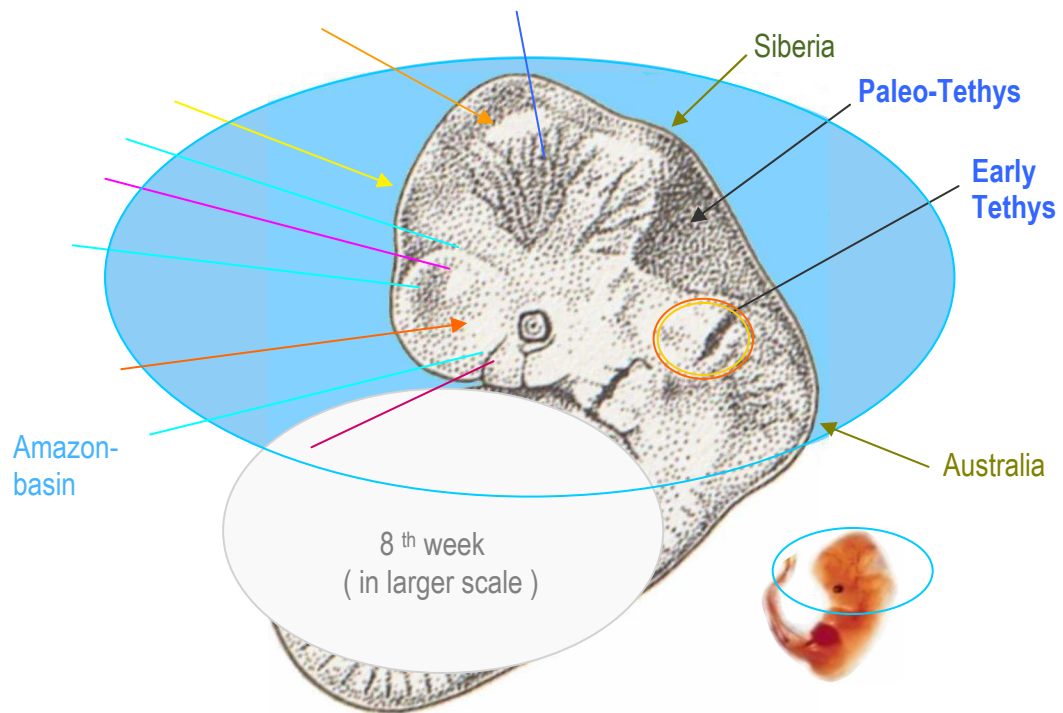 Siberia
Paleo-Tethys
Early
Tethys
Amazon-
basin
Australia
8 th week
( in larger scale )